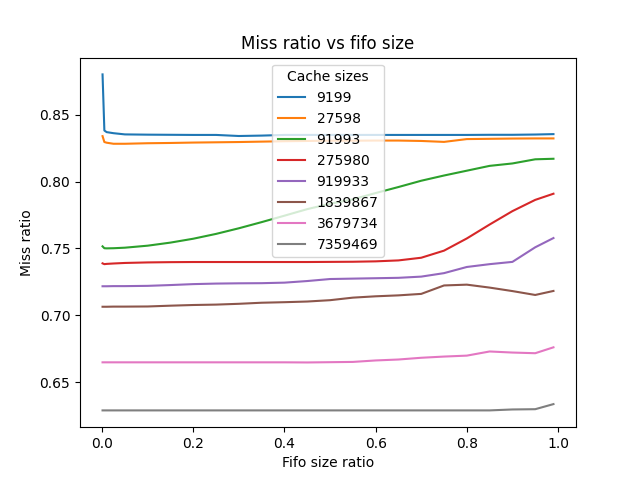 Miss ratio vs fifo size
Cache sizes
9199
27598
91993
275980
919933
1839867
3679734
7359469
Miss ratio
0.85
0.80
0.75
0.70
0.65
0.0 0.2 0.4 0.6 0.8 1.0
Fifo size ratio